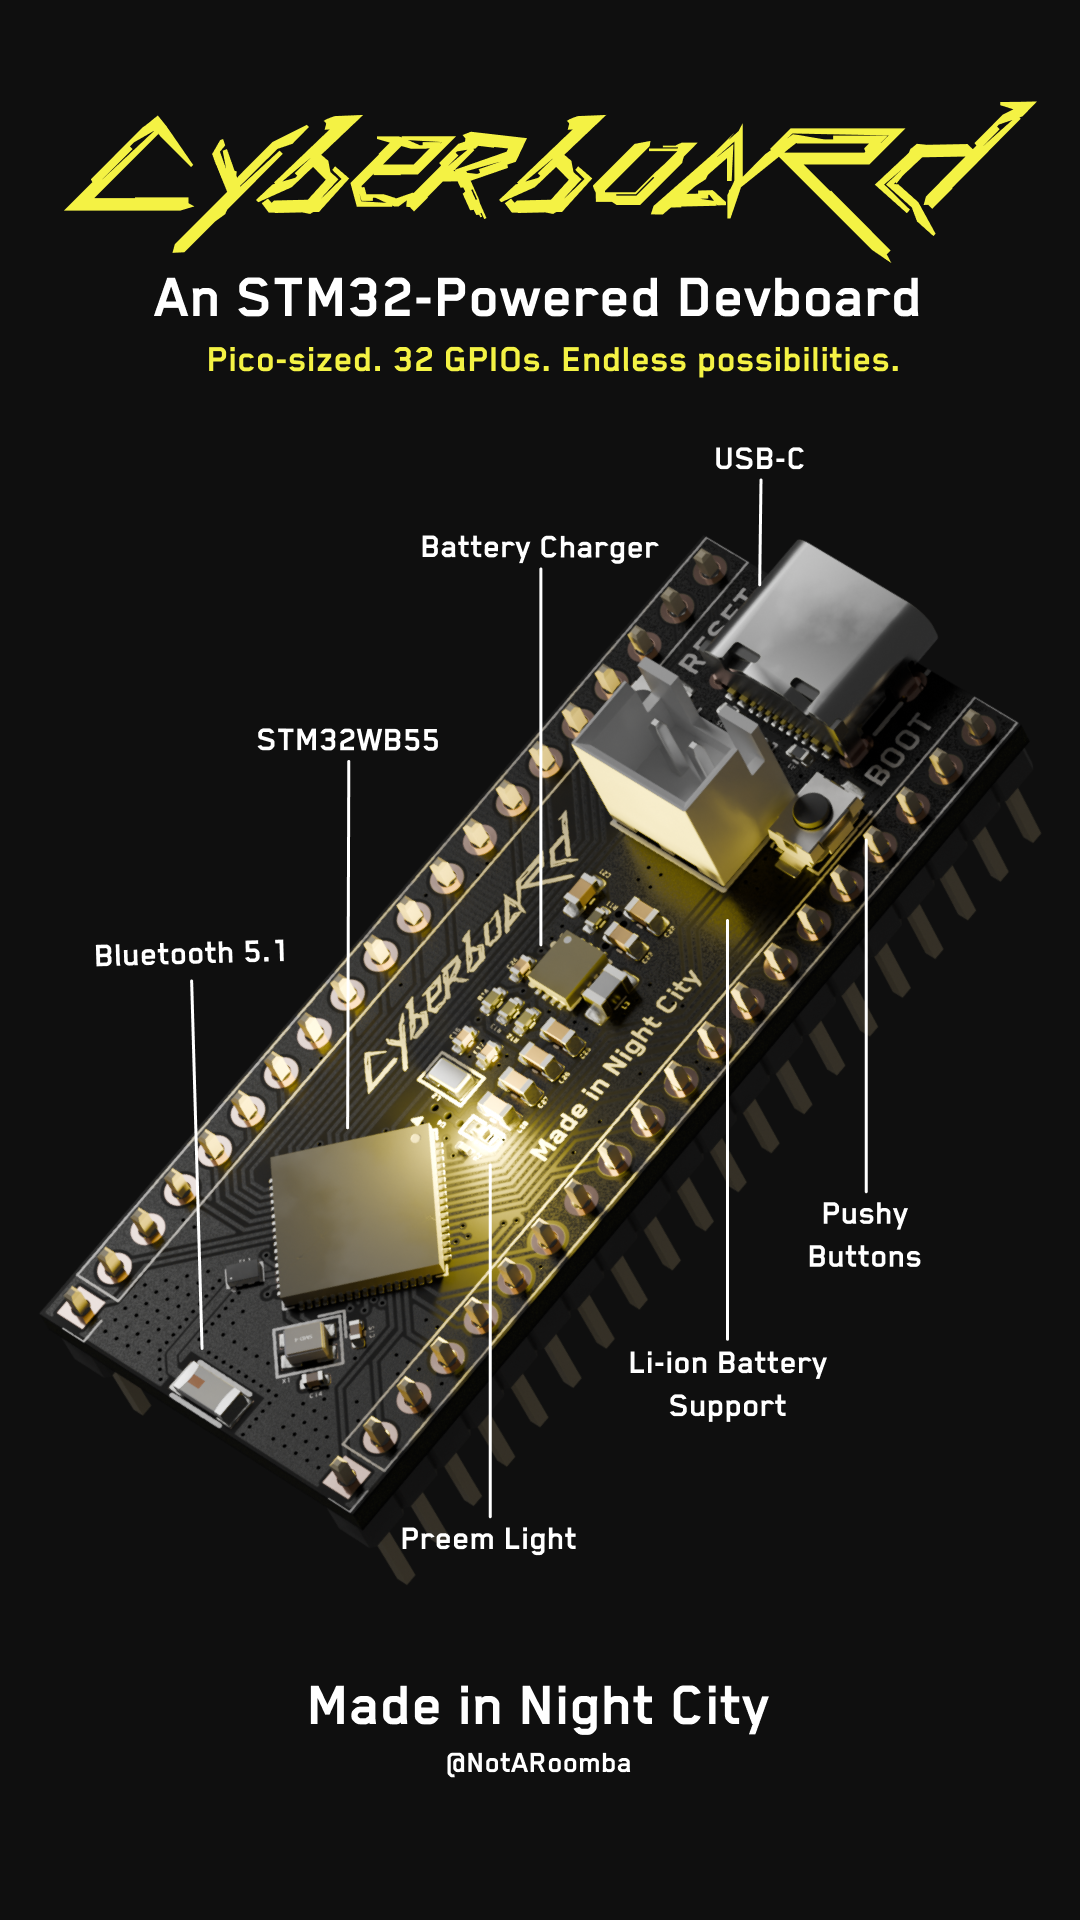 Cyberboard
An STM32-Powered Devboard
Pico-sized. 32 GPIOs. Endless possibilities.
USB-C
Battery Charger
RESET
STM32WB55
BOOT
Cyberboard
Bluetooth 5.1
Made in Night City
Pushy
Buttons
Li-ion Battery
Support
Preem Light
Made in Night City
@NotARoomba